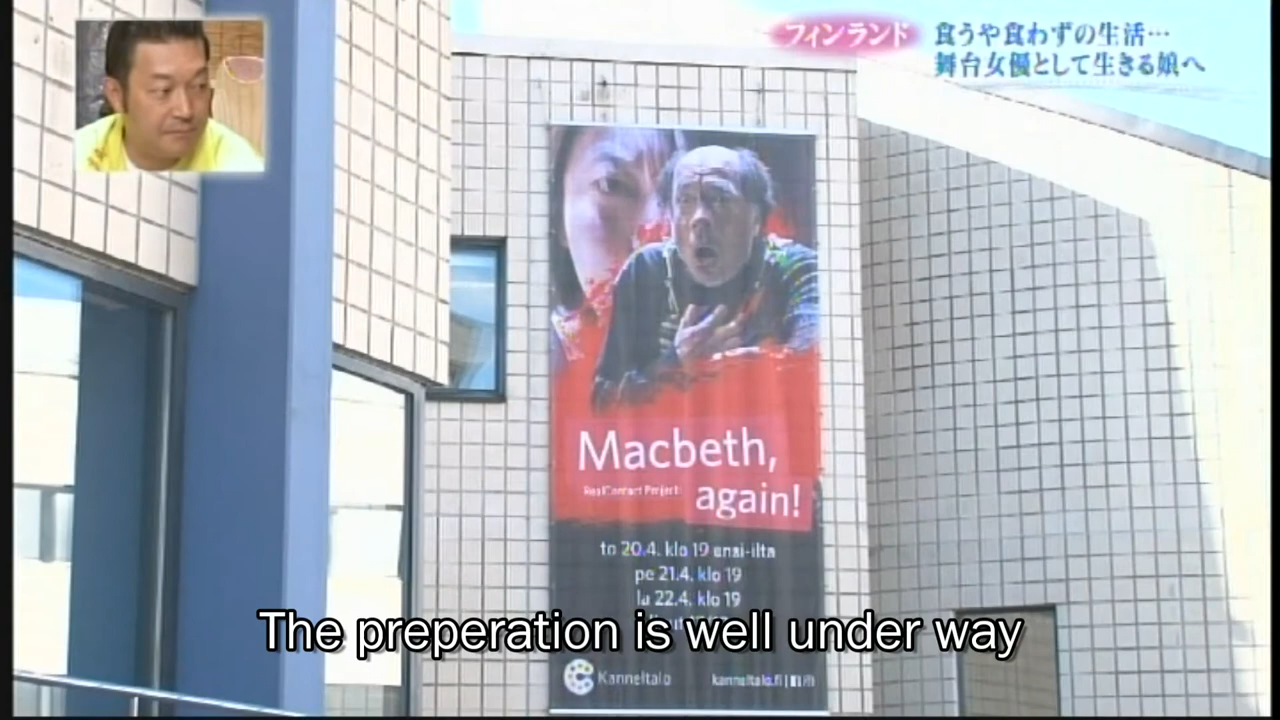 フィンランド
食うや食わずの生活…
舞台女優として生きる娘へ
Macbeth,
RealContact Project:
again!
to 20.4. klo 19 ensi-ilta
pe 21.4. klo 19
la 22.4. klo 19
The preperation is well under way
Kanneltalo
kanneltalo.fi